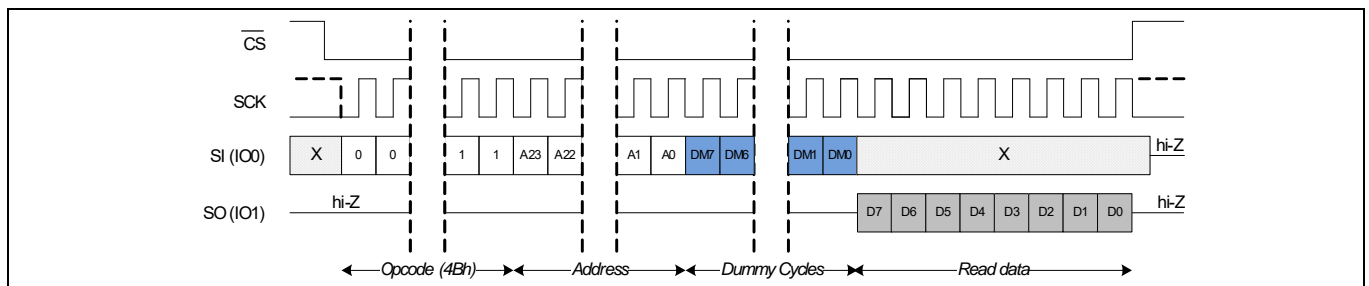 CS
SCK
SI (IO0) X 0 0 1 1 A23 A22 A1 A0 DM7 DM6 DM1 DM0 X hi-Z
SO (IO1) hi-Z D7 D6 D5 D4 D3 D2 D1 D0 hi-Z
Opcode (4Bh) Address Dummy Cycles Read data